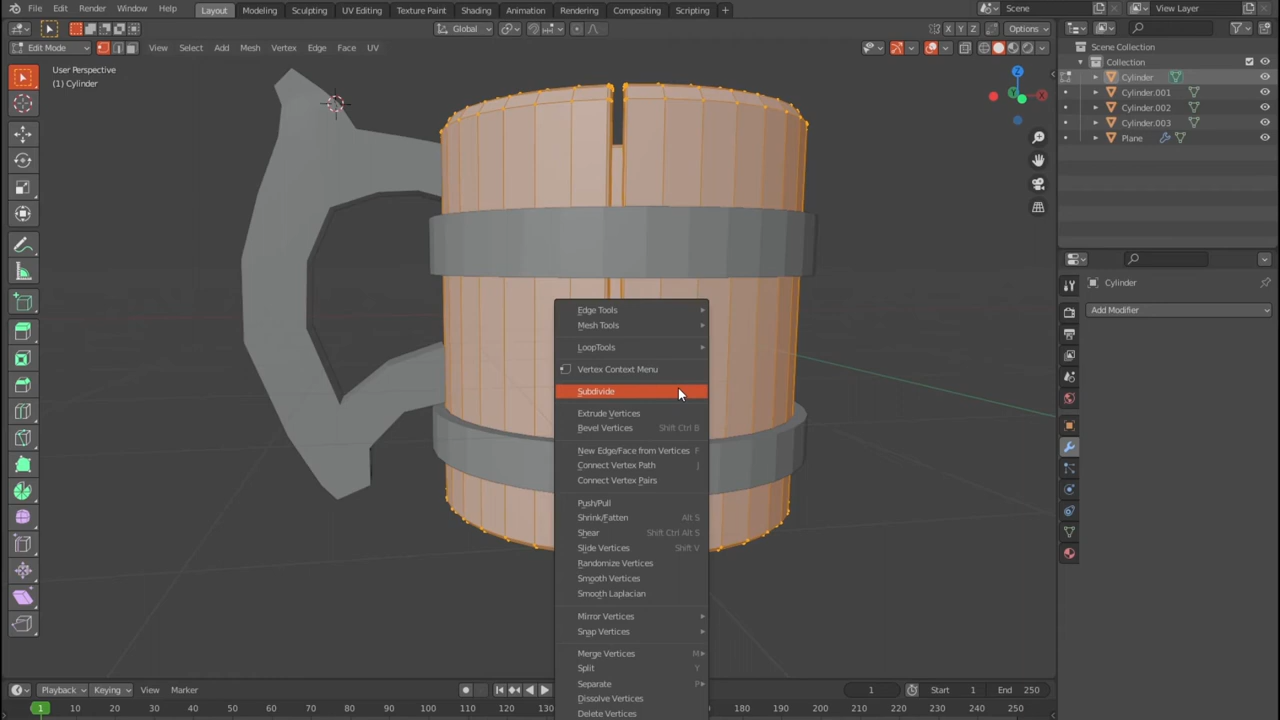 File Edit Render Window Help Layout Modeling Sculpting UV Editing Texture Paint Shading Animation Rendering Compositing Scripting + Scene View Layer
Global X Y Z Options
Edit Mode View Select Add Mesh Vertex Edge Face UV
User Perspective
(1) Cylinder
Scene Collection
Collection
Cylinder
Cylinder.001
Cylinder.002
Cylinder.003
Plane
Z
X
Y
Cylinder
Add Modifier
Edge Tools
Mesh Tools
LoopTools
Vertex Context Menu
Subdivide
Extrude Vertices
Bevel Vertices Shift Ctrl B
New Edge/Face from Vertices F
Connect Vertex Path J
Connect Vertex Pairs
Push/Pull
Shrink/Fatten Alt S
Shear Shift Ctrl Alt S
Slide Vertices Shift V
Randomize Vertices
Smooth Vertices
Smooth Laplacian
Mirror Vertices
Snap Vertices
Merge Vertices M
Split Y
Separate P
Dissolve Vertices
Delete Vertices
Playback Keying View Marker 1 Start 1 End 250
1 10 20 30 40 50 60 70 80 90 100 110 120 130 180 190 200 210 220 230 240 250